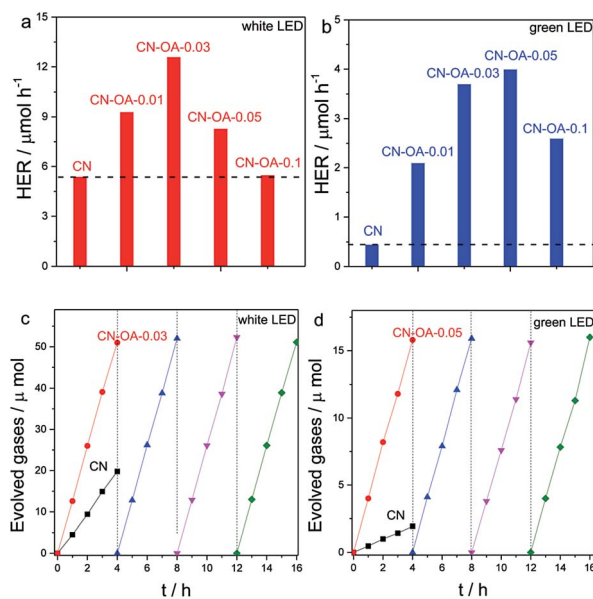 a
white LED
15
12
9
6
3
0
HER / μmol h⁻¹
CN
CN-OA-0.01
CN-OA-0.03
CN-OA-0.05
CN-OA-0.1
b
green LED
5
4
3
2
1
0
HER / μmol h⁻¹
CN
CN-OA-0.01
CN-OA-0.03
CN-OA-0.05
CN-OA-0.1
c
white LED
50
40
30
20
10
0
Evolved gases / μ mol
CN-OA-0.03
CN
0 2 4 6 8 10 12 14 16
t / h
d
green LED
15
10
5
0
Evolved gases / μ mol
CN-OA-0.05
CN
0 2 4 6 8 10 12 14 16
t / h